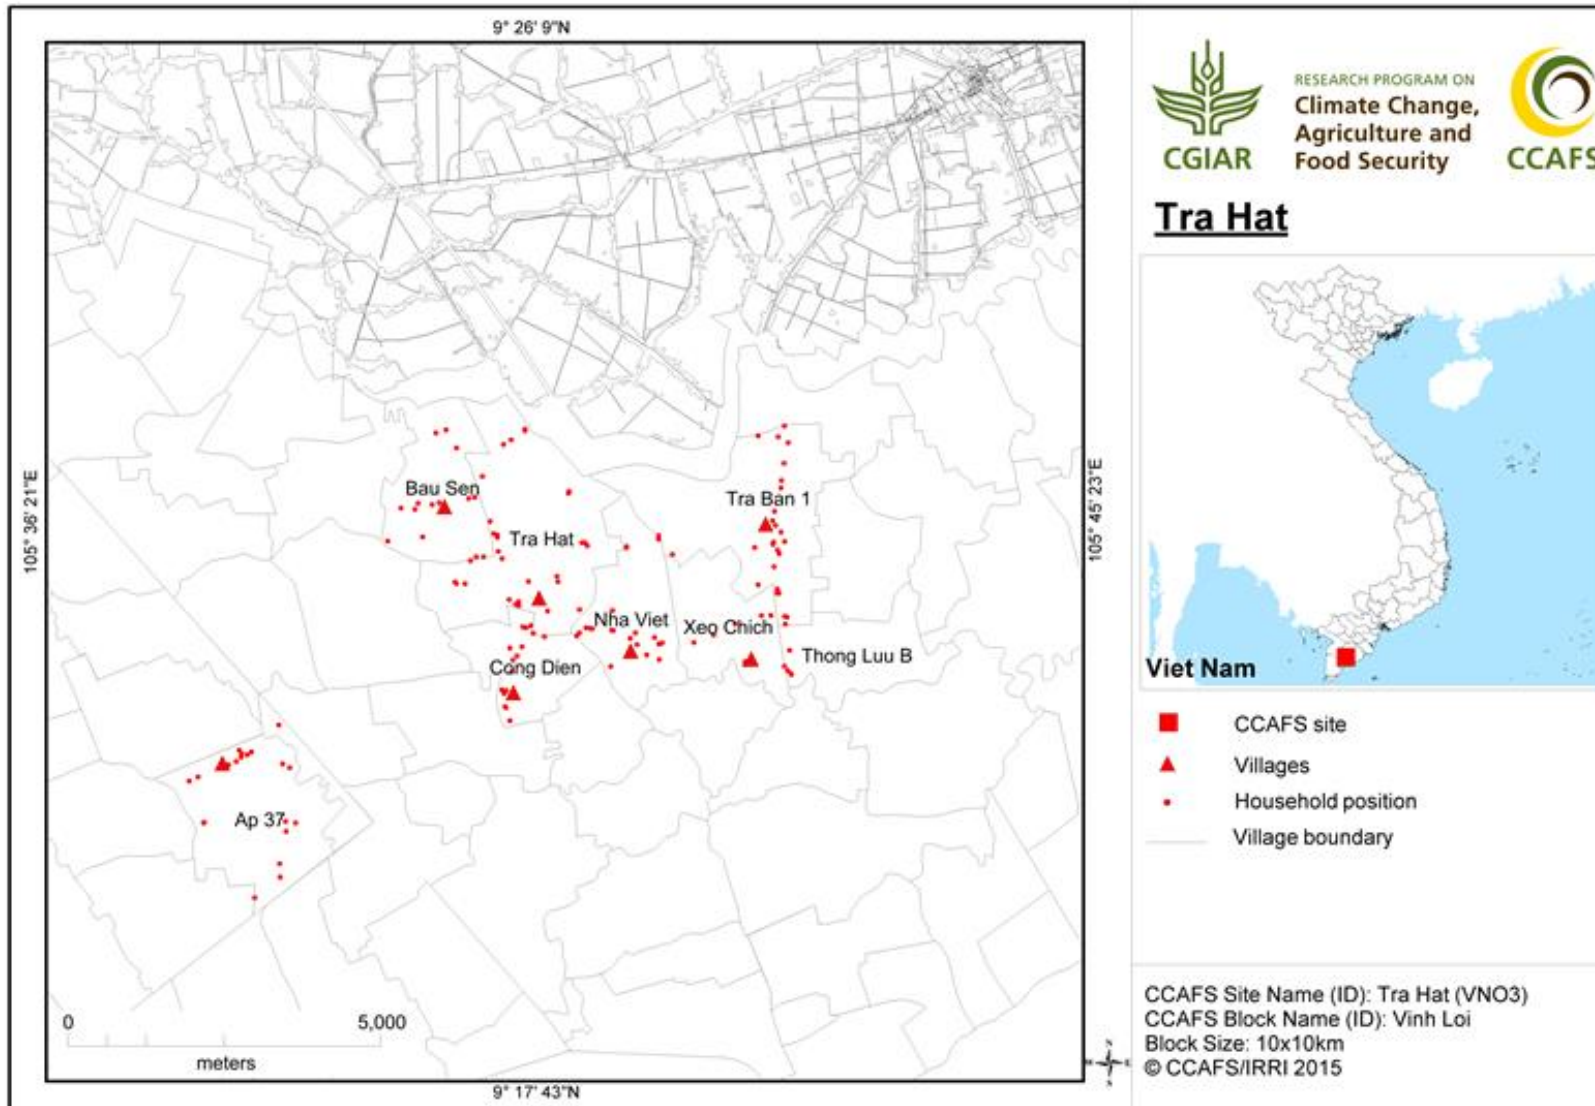 9° 26' 9"N
105° 36' 21"E
105° 45' 23"E
9° 17' 43"N
Bau Sen
Tra Ban 1
Tra Hat
Nha Viet
Xeo Chich
Thong Luu B
Cong Dien
Ap 37
0 5,000
meters
CGIAR
RESEARCH PROGRAM ON
Climate Change,
Agriculture and
Food Security
CCAFS
Tra Hat
Viet Nam
CCAFS site
Villages
Household position
Village boundary
CCAFS Site Name (ID): Tra Hat (VNO3)
CCAFS Block Name (ID): Vinh Loi
Block Size: 10x10km
© CCAFS/IRRI 2015